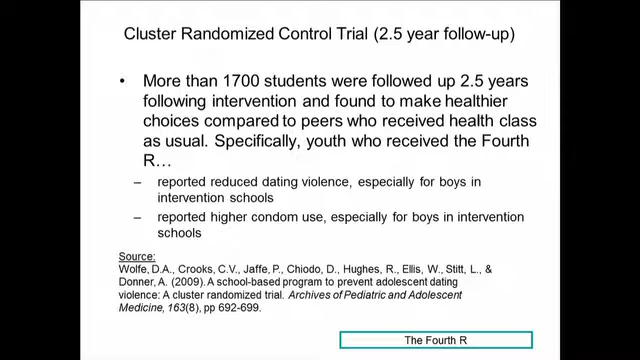 Cluster Randomized Control Trial (2.5 year follow-up)
• More than 1700 students were followed up 2.5 years
following intervention and found to make healthier
choices compared to peers who received health class
as usual. Specifically, youth who received the Fourth
R…
– reported reduced dating violence, especially for boys in
intervention schools
– reported higher condom use, especially for boys in intervention
schools
Source:
Wolfe, D.A., Crooks, C.V., Jaffe, P., Chiodo, D., Hughes, R., Ellis, W., Stitt, L., &
Donner, A. (2009). A school-based program to prevent adolescent dating
violence: A cluster randomized trial. Archives of Pediatric and Adolescent
Medicine, 163(8), pp 692-699.
The Fourth R